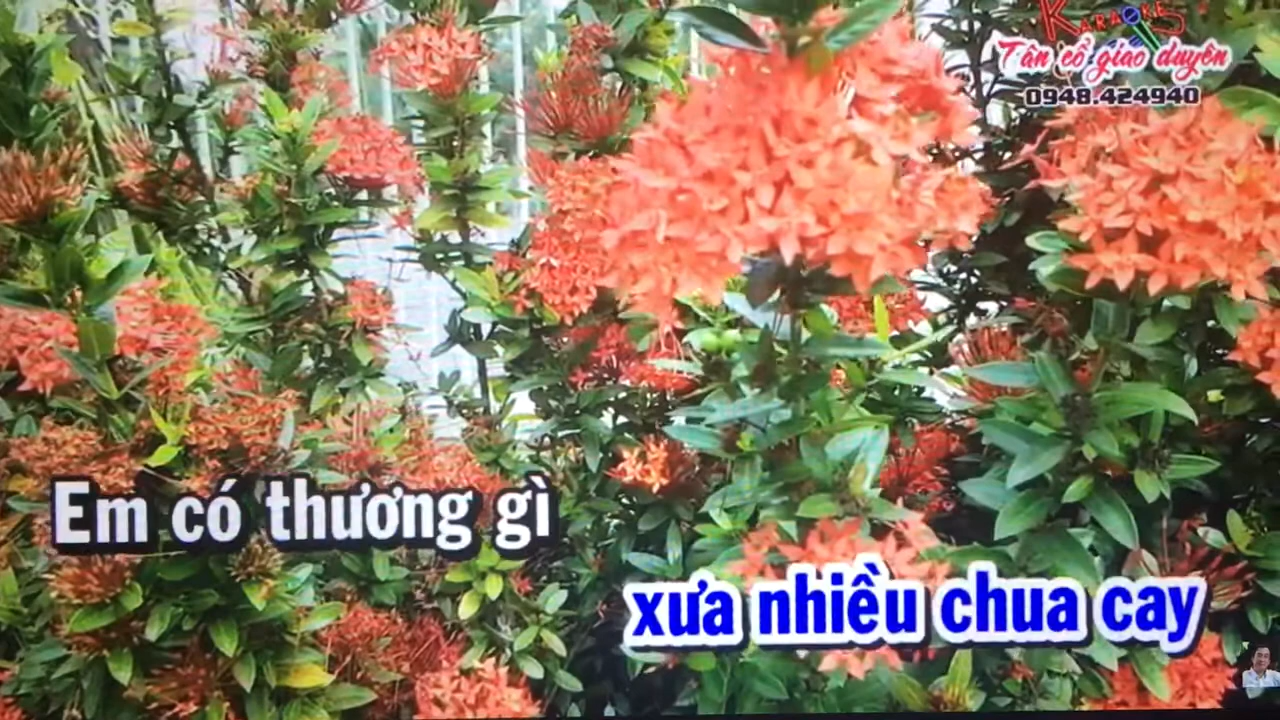 KARAOKE
Tân cổ giao duyên
0948.424940
Em có thương gì
xưa nhiều chua cay